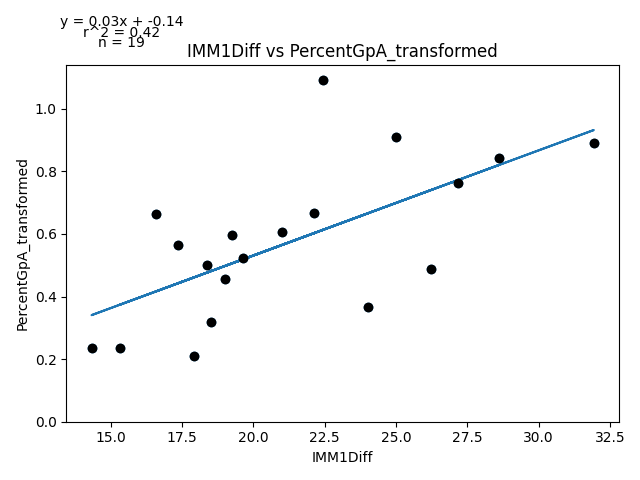 y = 0.03x + -0.14
r^2 = 0.42
n = 19
IMM1Diff vs PercentGpA_transformed
PercentGpA_transformed
1.0
0.8
0.6
0.4
0.2
0.0
15.0 17.5 20.0 22.5 25.0 27.5 30.0 32.5
IMM1Diff